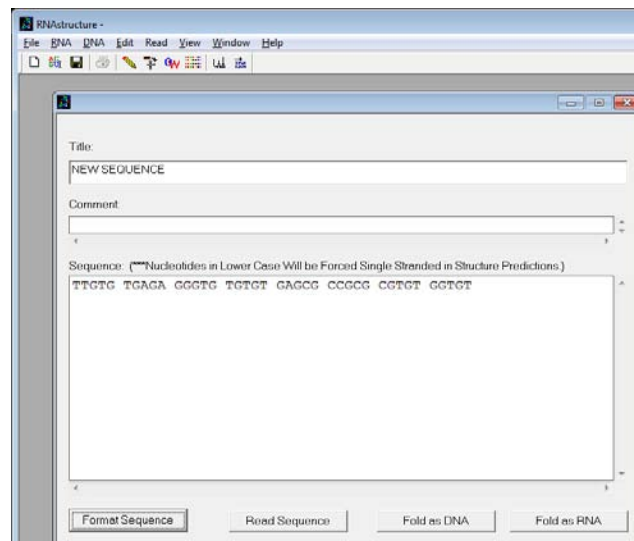 RNAstructure -
File RNA DNA Edit Read View Window Help
Title:
NEW SEQUENCE
Comment:
Sequence: (***Nucleotides in Lower Case Will be Forced Single Stranded in Structure Predictions.)
TTGTG TGAGA GGGTG TGTGT GAGCG CCGCG CGTGT GGTGT
Format Sequence Read Sequence Fold as DNA Fold as RNA